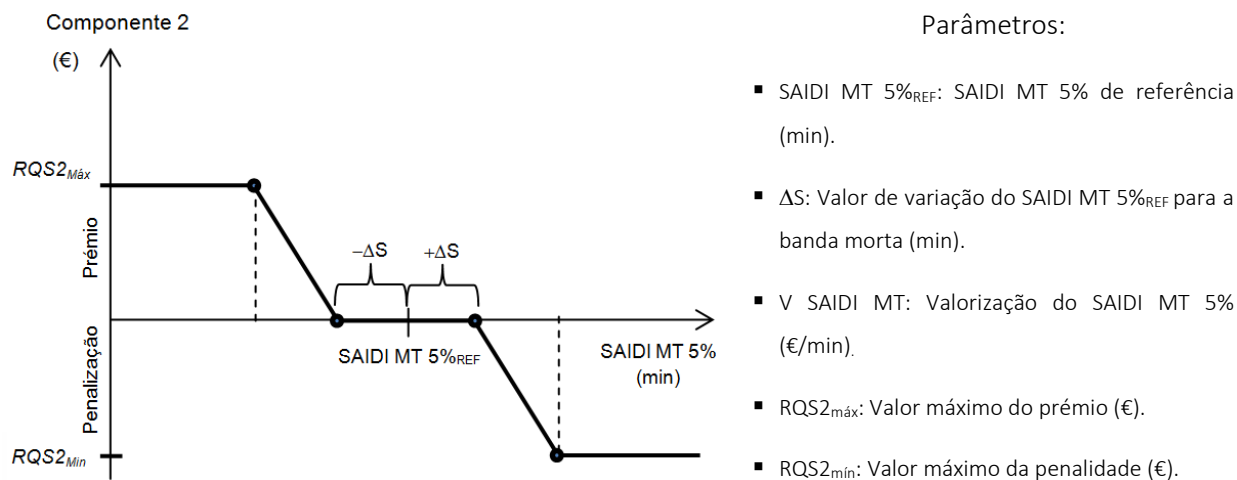 Componente 2
(€)
RQS2Máx
Prémio
Penalização
RQS2Min
−ΔS
+ΔS
SAIDI MT 5%REF
SAIDI MT 5%
(min)
Parâmetros:
▪ SAIDI MT 5%REF: SAIDI MT 5% de referência
(min).
▪ ΔS: Valor de variação do SAIDI MT 5%REF para a
banda morta (min).
▪ V SAIDI MT: Valorização do SAIDI MT 5%
(€/min).
▪ RQS2máx: Valor máximo do prémio (€).
▪ RQS2mín: Valor máximo da penalidade (€).